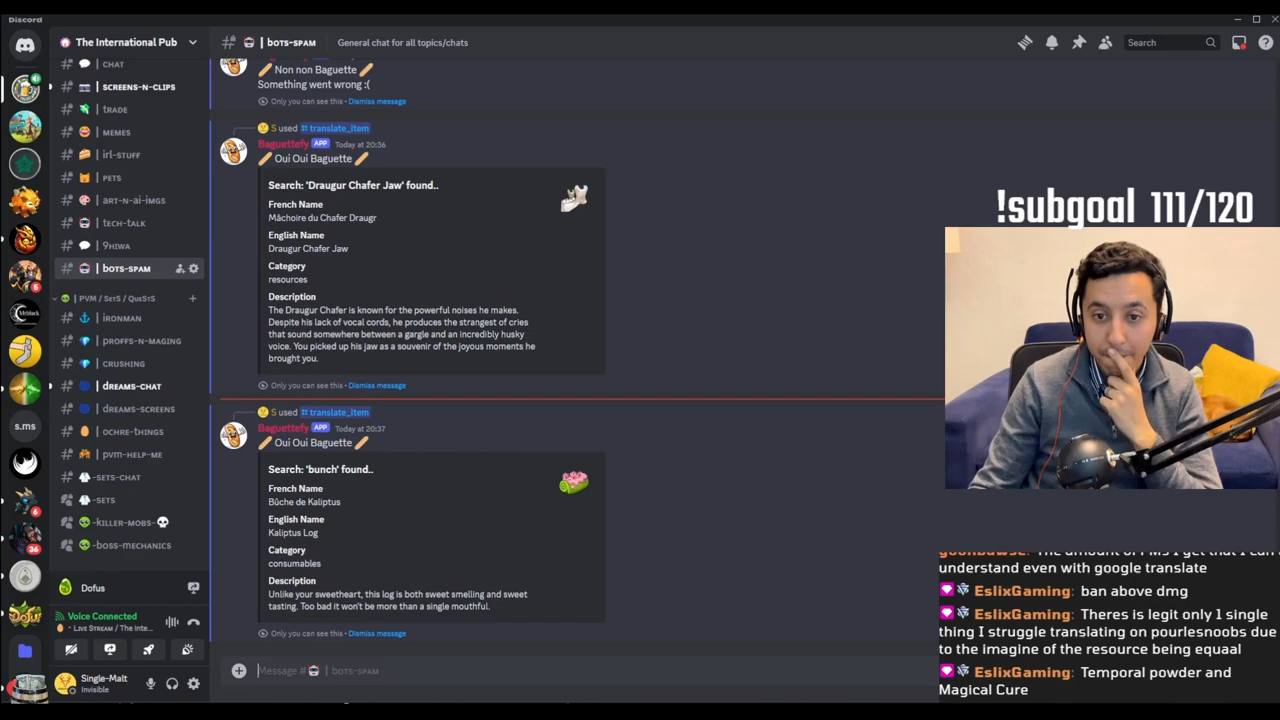 Discord
The International Pub
bots-spam
General chat for all topics/chats
Search
chat
screens-n-clips
trade
memes
irl-stuff
pets
art-n-ai-imgs
tech-talk
9hiwa
bots-spam
PVM / Sets / Quests
ironman
proffs-n-maging
crushing
dreams-chat
dreams-screens
ochre-things
pvm-help-me
-sets-chat
-sets
-killer-mobs-
-boss-mechanics
Dofus
Voice Connected
Live Stream / The Inte...
Single-Malt
Invisible
s.ms
5
6
36
Non non Baguette
Something went wrong :(
Only you can see this • Dismiss message
S used translate_item
Baguettefy APP Today at 20:36
Oui Oui Baguette
Search: 'Draugur Chafer Jaw' found..
French Name
Mâchoire du Chafer Draugr
English Name
Draugur Chafer Jaw
Category
resources
Description
The Draugur Chafer is known for the powerful noises he makes.
Despite his lack of vocal cords, he produces the strangest of cries
that sound somewhere between a gargle and an incredibly husky
voice. You picked up his jaw as a souvenir of the joyous moments he
brought you.
Only you can see this • Dismiss message
S used translate_item
Baguettefy APP Today at 20:37
Oui Oui Baguette
Search: 'bunch' found..
French Name
Bûche de Kaliptus
English Name
Kaliptus Log
Category
consumables
Description
Unlike your sweetheart, this log is both sweet smelling and sweet
tasting. Too bad it won't be more than a single mouthful.
Only you can see this • Dismiss message
Message # | bots-spam
!subgoal 111/120
understand even with google translate
EslixGaming: ban above dmg
EslixGaming: Theres is legit only 1 single
thing I struggle translating on pourlesnoobs due
to the imagine of the resource being equaal
EslixGaming: Temporal powder and
Magical Cure